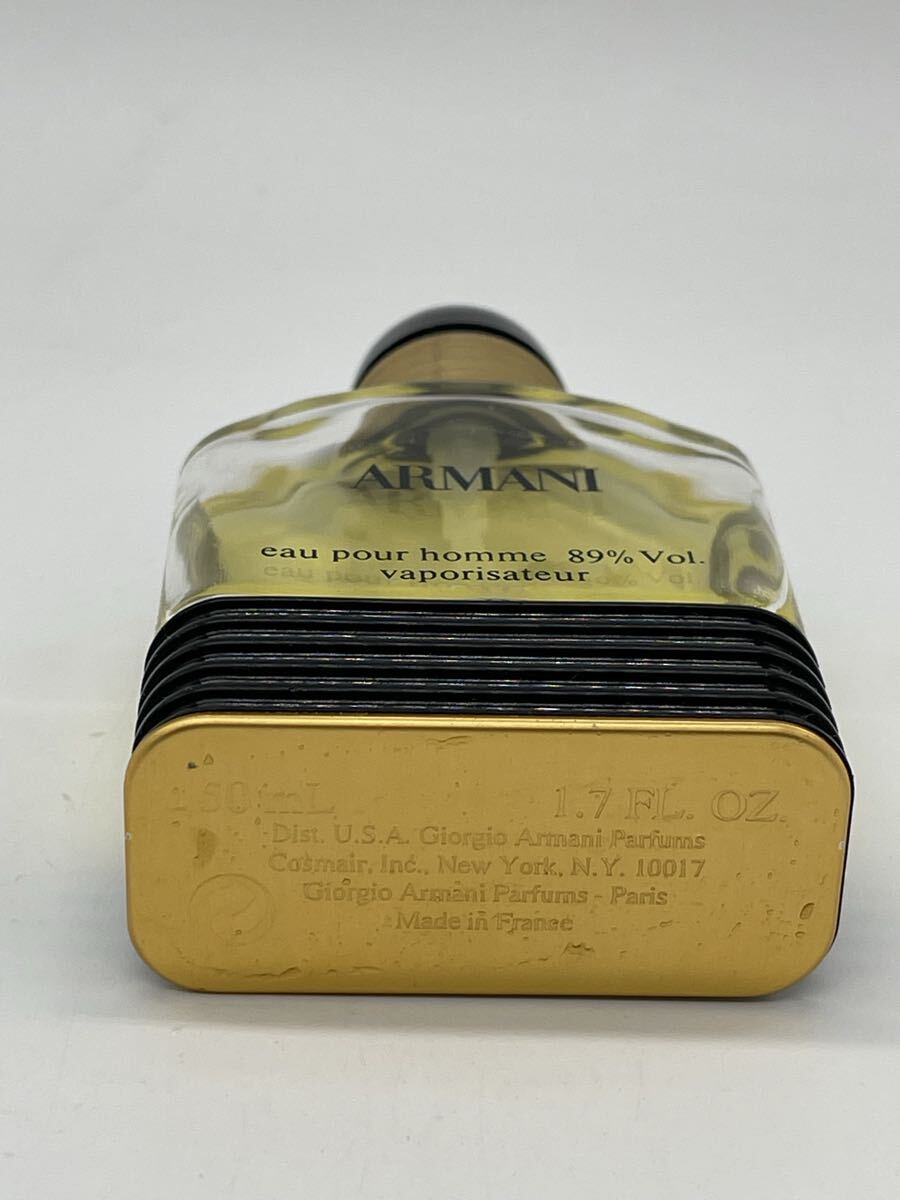 ARMANI
eau pour homme 89% Vol.
vaporisateur
50 mL 1.7 FL. OZ.
Dist. U.S.A. Giorgio Armani Parfums
Cosmair, Inc., New York, N.Y. 10017
Giorgio Armani Parfums - Paris
Made in France